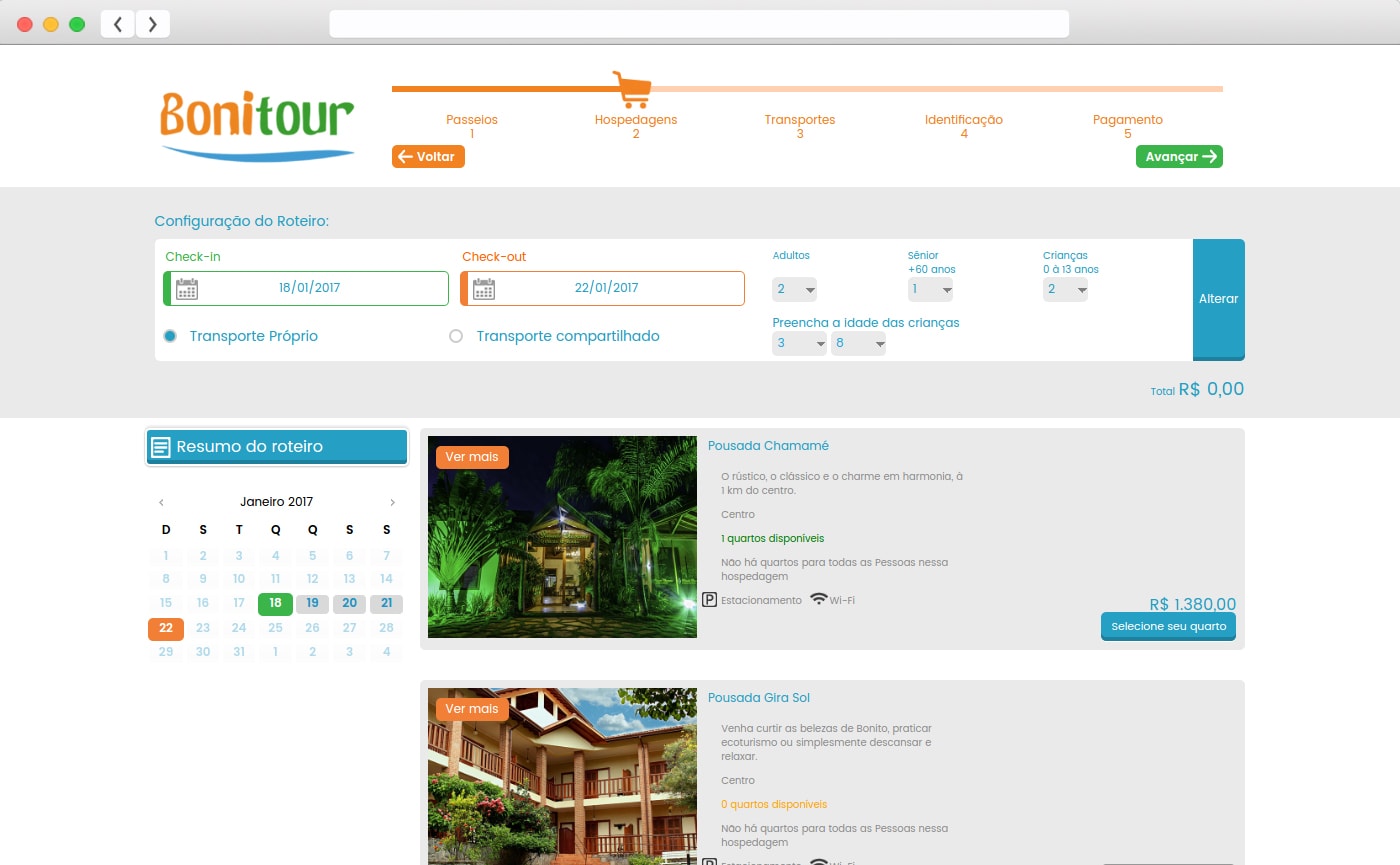 Bonitour
Passeios
1
Hospedagens
2
Transportes
3
Identificação
4
Pagamento
5
Voltar
Avançar
Configuração do Roteiro:
Check-in
18/01/2017
Check-out
22/01/2017
Adultos
2
Sênior
+60 anos
1
Crianças
0 à 13 anos
2
Alterar
Transporte Próprio
Transporte compartilhado
Preencha a idade das crianças
3 8
Total R$ 0,00
Resumo do roteiro
‹ Janeiro 2017 ›
D S T Q Q S S
1 2 3 4 5 6 7
8 9 10 11 12 13 14
15 16 17 18 19 20 21
22 23 24 25 26 27 28
29 30 31 1 2 3 4
Ver mais
Pousada Chamamé
O rústico, o clássico e o charme em harmonia, à
1 km do centro.
Centro
1 quartos disponíveis
Não há quartos para todas as Pessoas nessa
hospedagem
P Estacionamento Wi-Fi
R$ 1.380,00
Selecione seu quarto
Ver mais
Pousada Gira Sol
Venha curtir as belezas de Bonito, praticar
ecoturismo ou simplesmente descansar e
relaxar.
Centro
0 quartos disponíveis
Não há quartos para todas as Pessoas nessa
hospedagem
P Estacionamento Wi-Fi